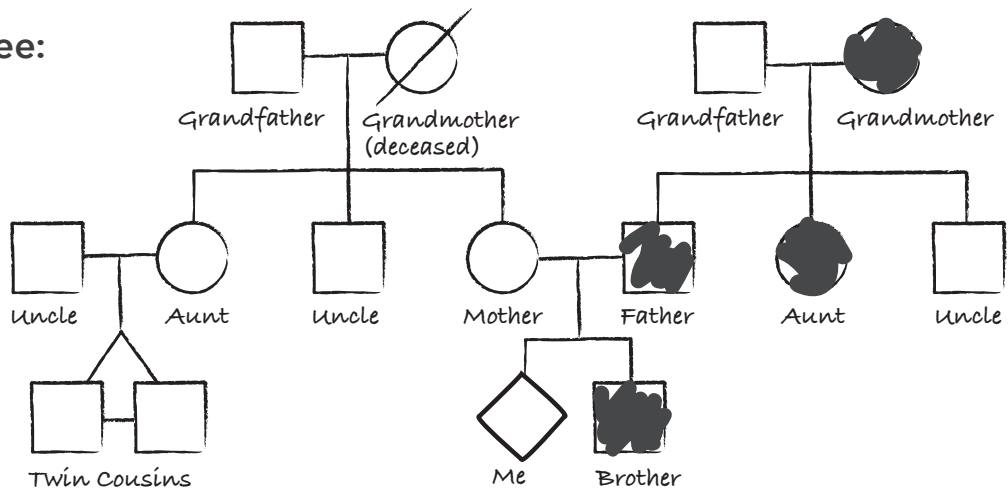 ee:
Grandfather
Grandmother
(deceased)
Grandfather
Grandmother
Uncle
Aunt
Uncle
Mother
Father
Aunt
Uncle
Twin Cousins
Me
Brother